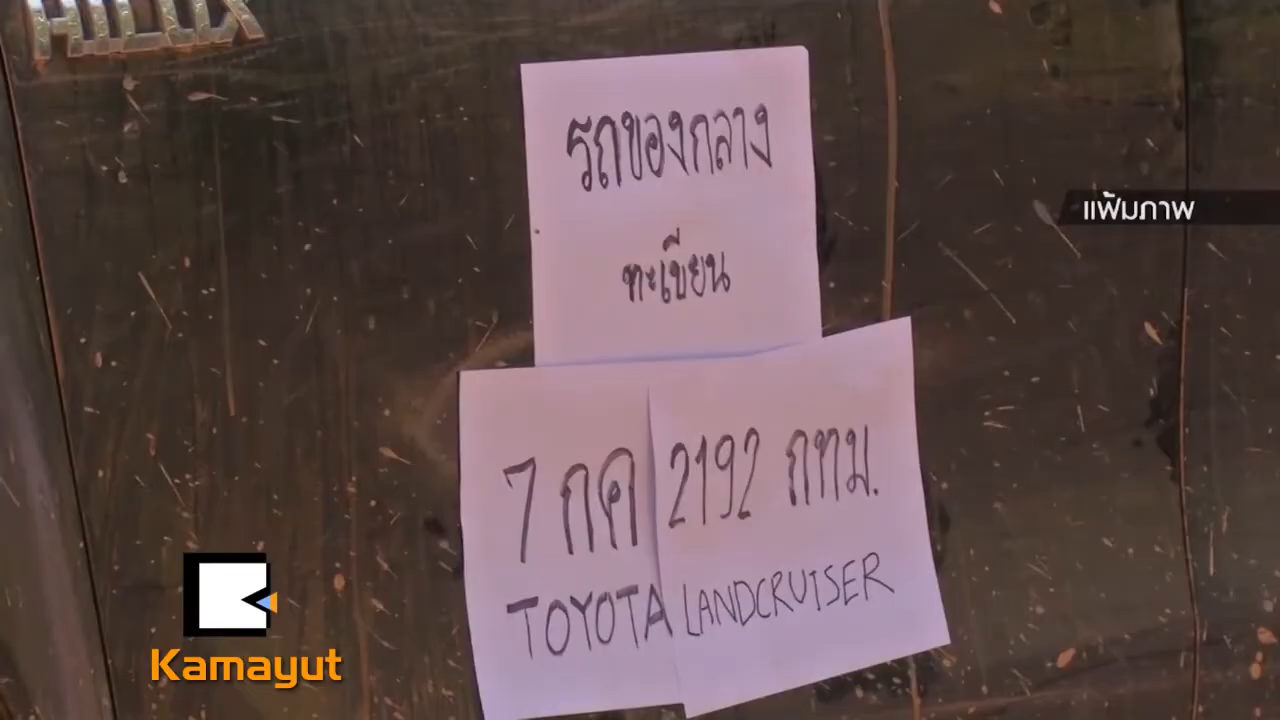 HILUX
รถของกลาง
แฟ้มภาพ
ทะเบียน
7 กค 2192 กทม.
TOYOTA LANDCRUISER
Kamayut